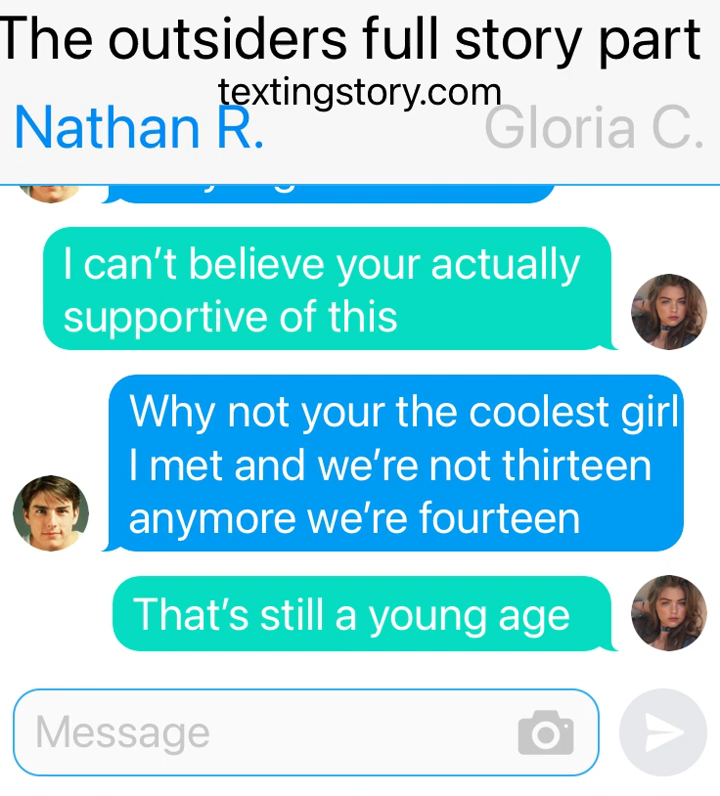 The outsiders full story part
textingstory.com
Nathan R.
Gloria C.
I can't believe your actually
supportive of this
Why not your the coolest girl
I met and we're not thirteen
anymore we're fourteen
That's still a young age
Message